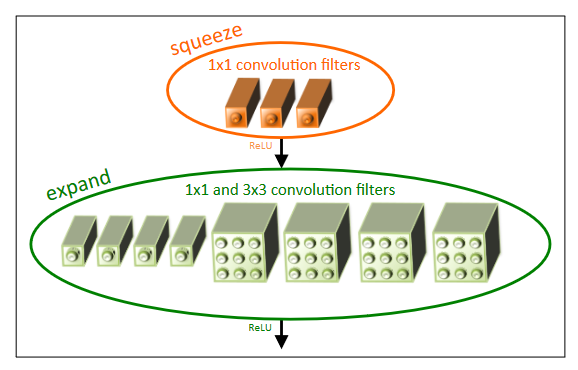 squeeze
1x1 convolution filters
ReLU
expand
1x1 and 3x3 convolution filters
ReLU